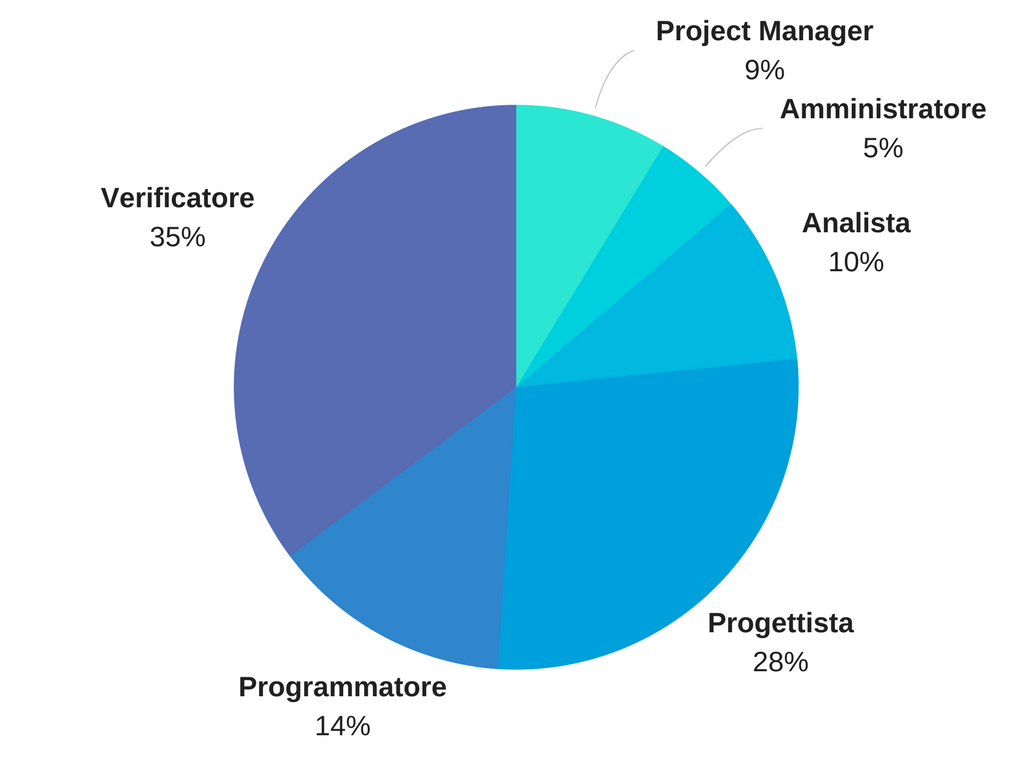 Project Manager
9%
Amministratore
5%
Analista
10%
Progettista
28%
Programmatore
14%
Verificatore
35%